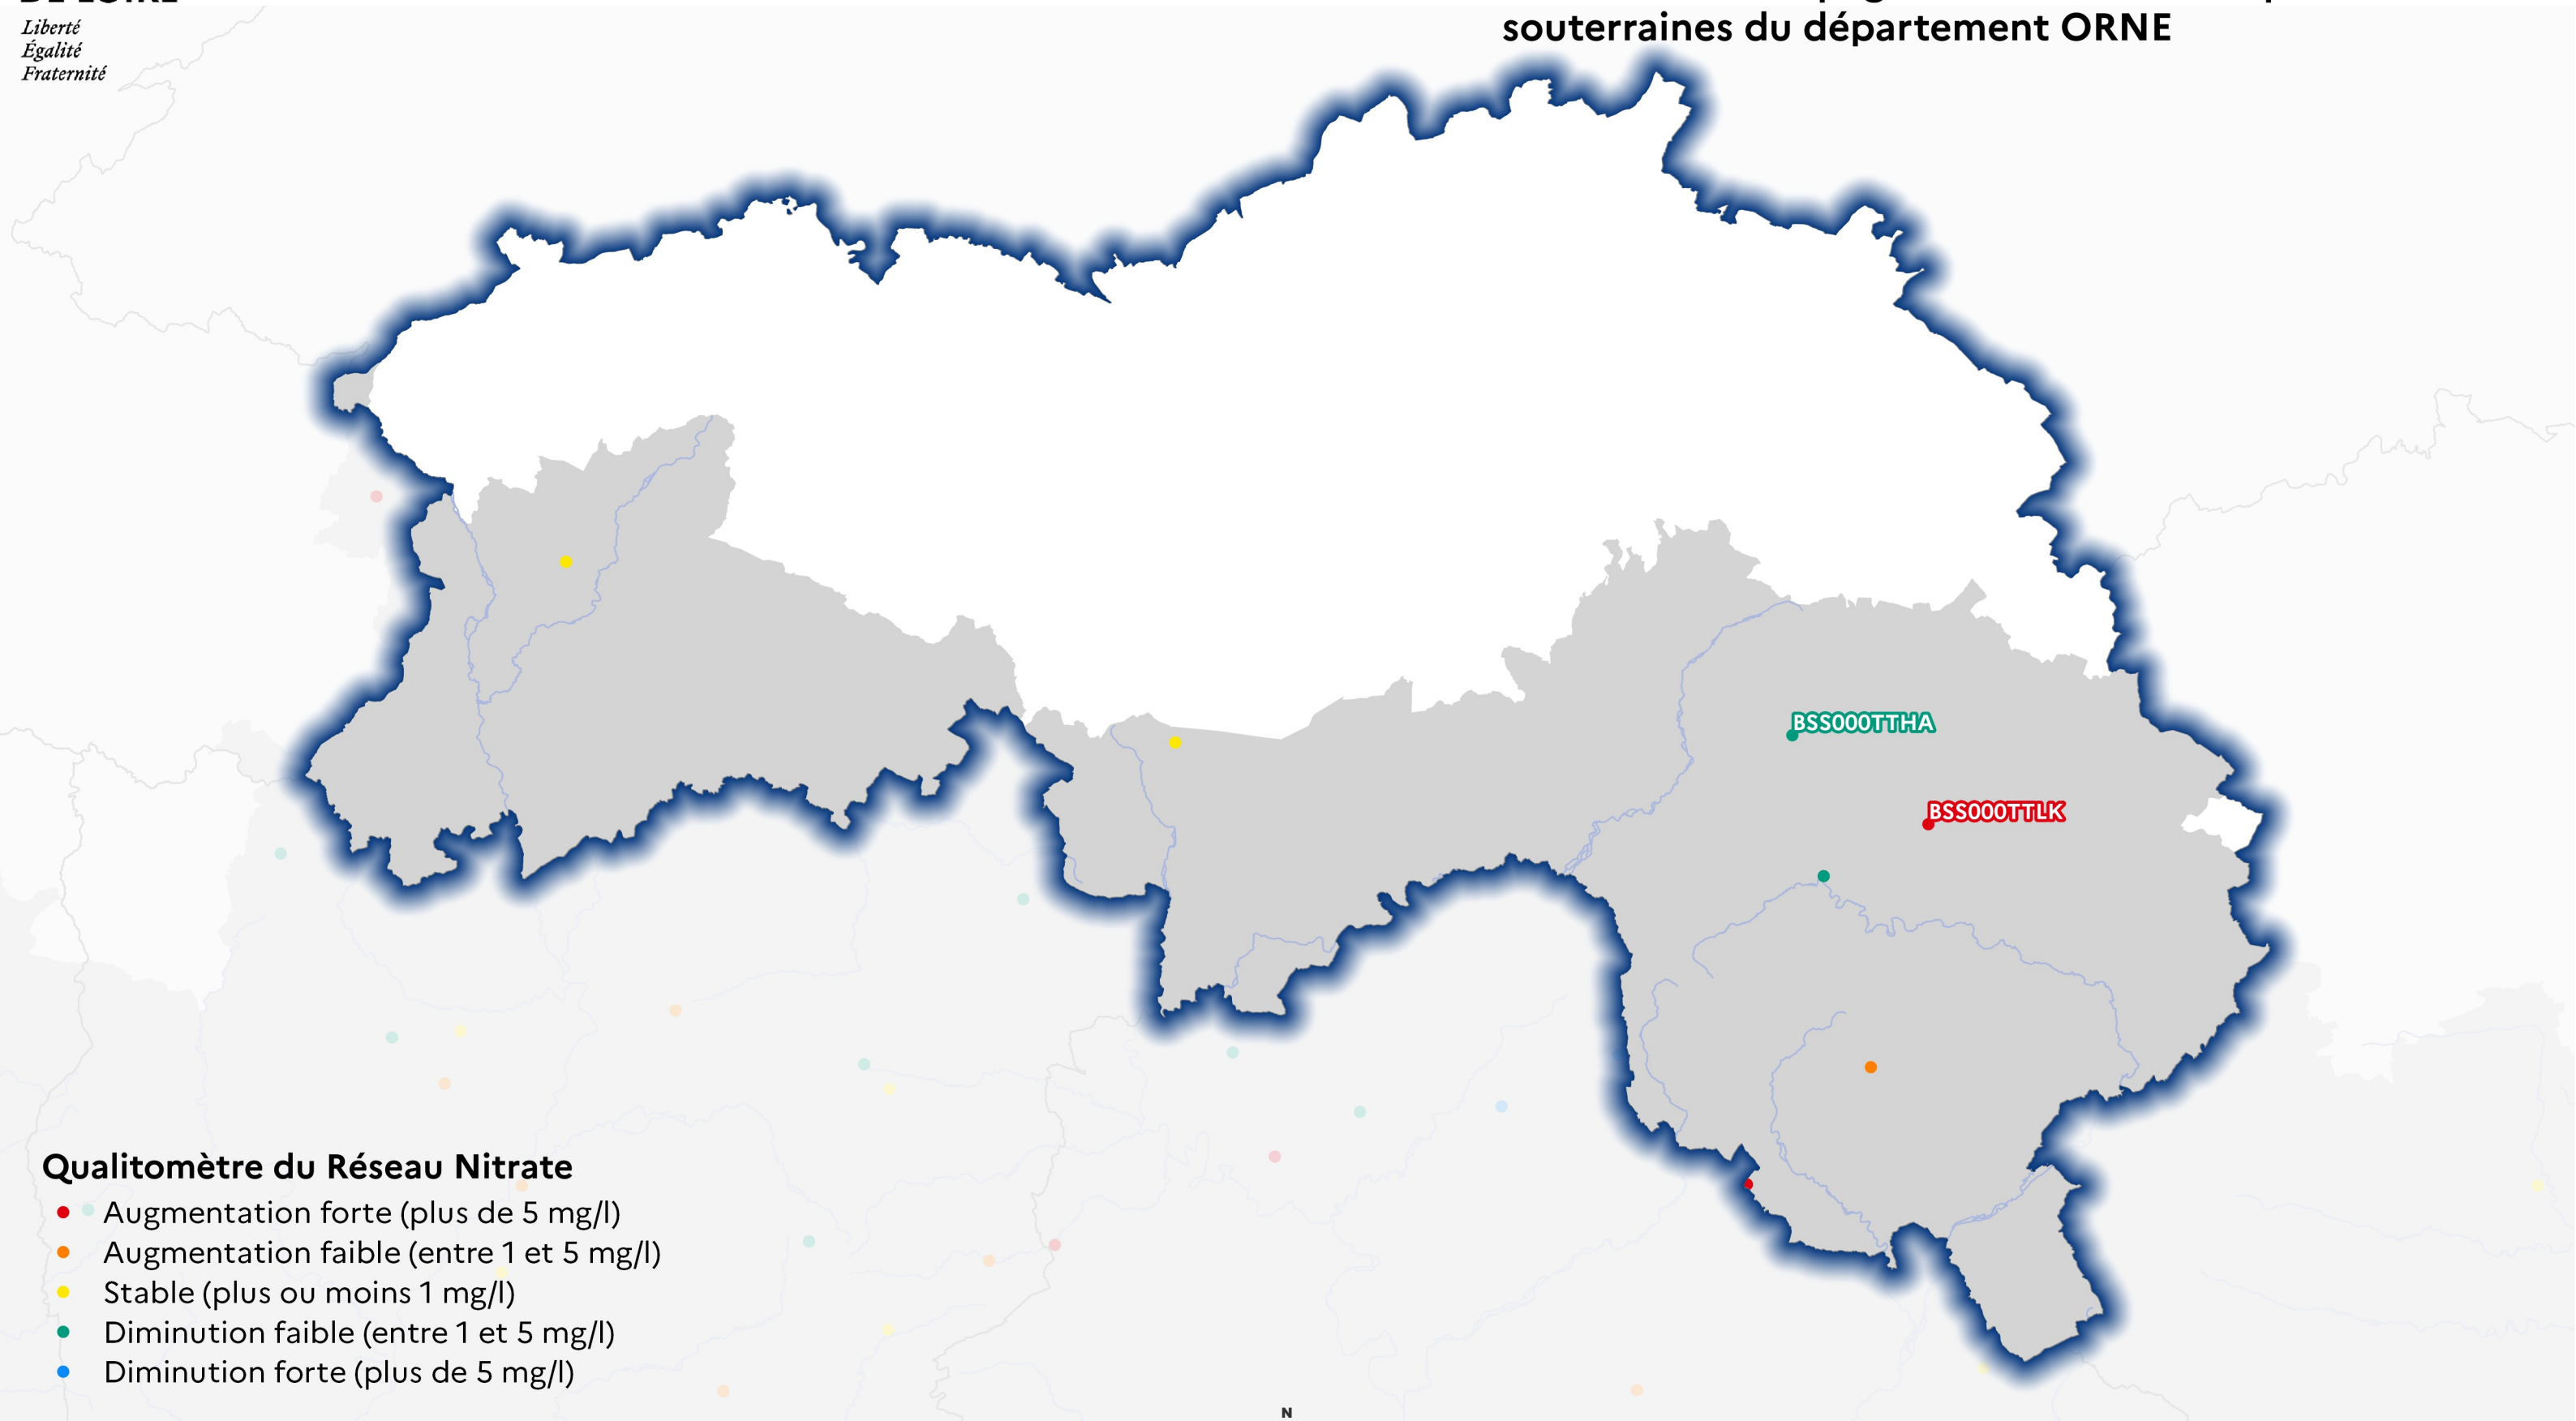 Liberté
Égalité
Fraternité
souterraines du département ORNE
BSS000TTHA
BSS000TTLK
Qualitomètre du Réseau Nitrate
Augmentation forte (plus de 5 mg/l)
Augmentation faible (entre 1 et 5 mg/l)
Stable (plus ou moins 1 mg/l)
Diminution faible (entre 1 et 5 mg/l)
Diminution forte (plus de 5 mg/l)
N